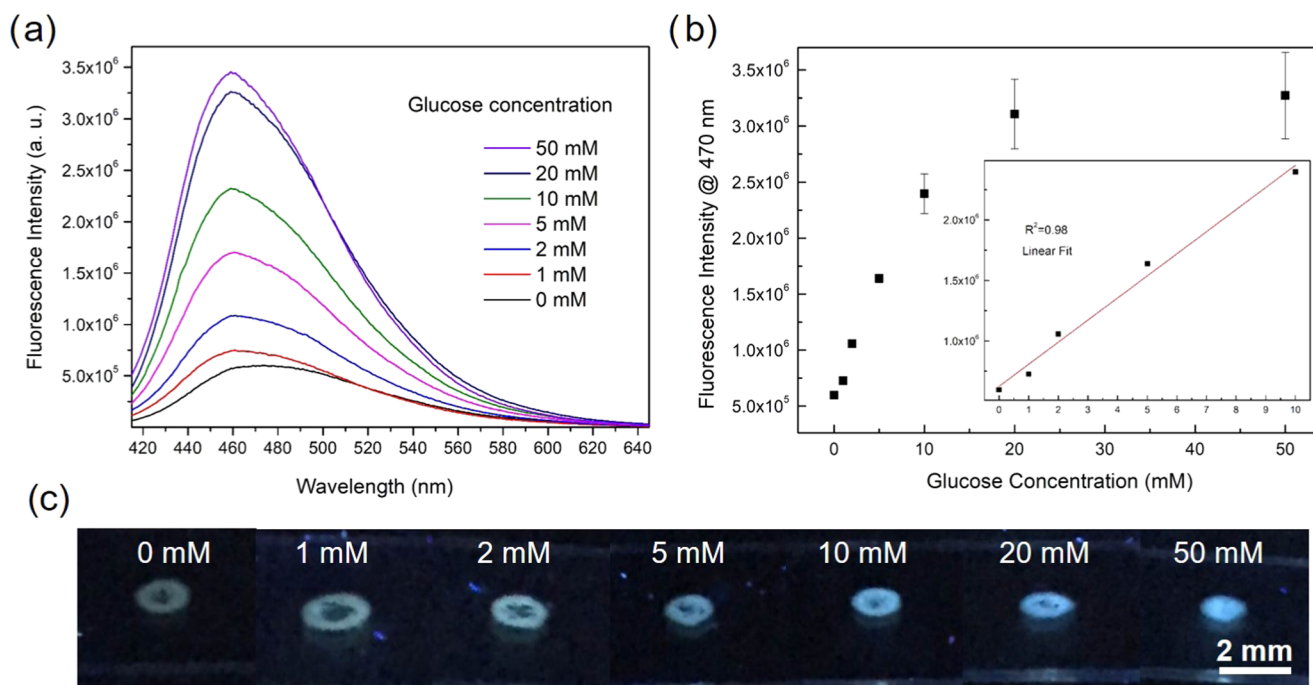 (a)
Fluorescence Intensity (a. u.)
3.5x10⁶
3.0x10⁶
2.5x10⁶
2.0x10⁶
1.5x10⁶
1.0x10⁶
5.0x10⁵
Glucose concentration
50 mM
20 mM
10 mM
5 mM
2 mM
1 mM
0 mM
420 440 460 480 500 520 540 560 580 600 620 640
Wavelength (nm)
(b)
Fluorescence Intensity @ 470 nm
3.5x10⁶
3.0x10⁶
2.5x10⁶
2.0x10⁶
1.5x10⁶
1.0x10⁶
5.0x10⁵
2.0x10⁶
1.5x10⁶
1.0x10⁶
R²=0.98
Linear Fit
0 1 2 3 4 5 6 7 8 9 10
0 10 20 30 40 50
Glucose Concentration (mM)
(c)
0 mM 1 mM 2 mM 5 mM 10 mM 20 mM 50 mM
2 mm